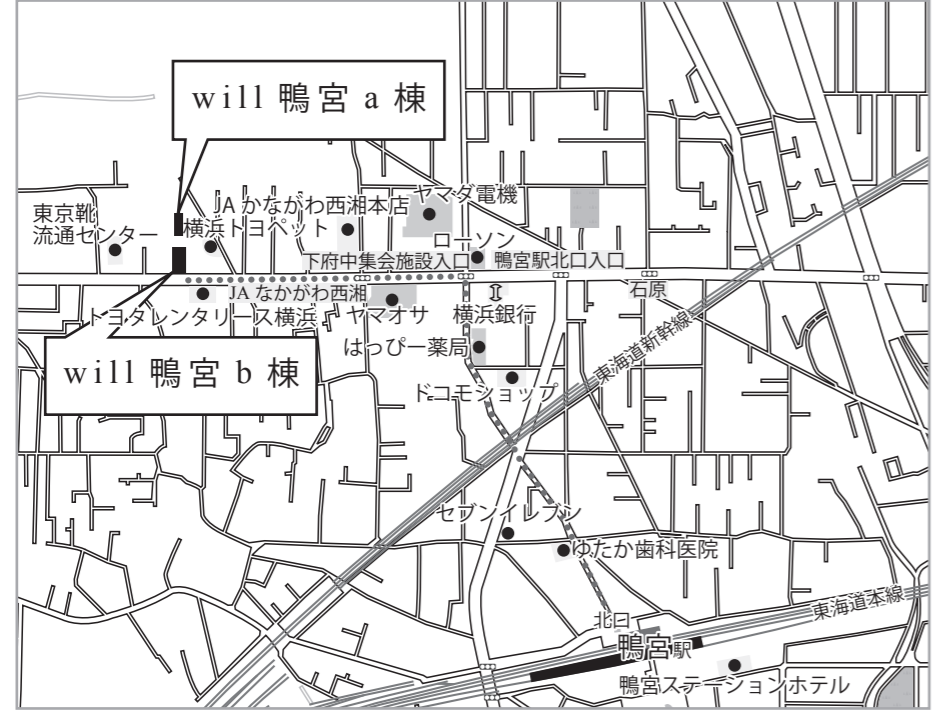 will 鴨宮 a 棟
東京靴
流通センター
JA かながわ西湘本店
ヤマダ電機
横浜トヨペット
ローソン
下府中集会施設入口
鴨宮駅北口入口
石原
JA なかがわ西湘
トヨタレンタリース横浜
ヤマオサ
横浜銀行
はっぴー薬局
東海道新幹線
will 鴨宮 b 棟
ドコモショップ
セブンイレブン
ゆたか歯科医院
東海道本線
北口
鴨宮駅
鴨宮ステーションホテル